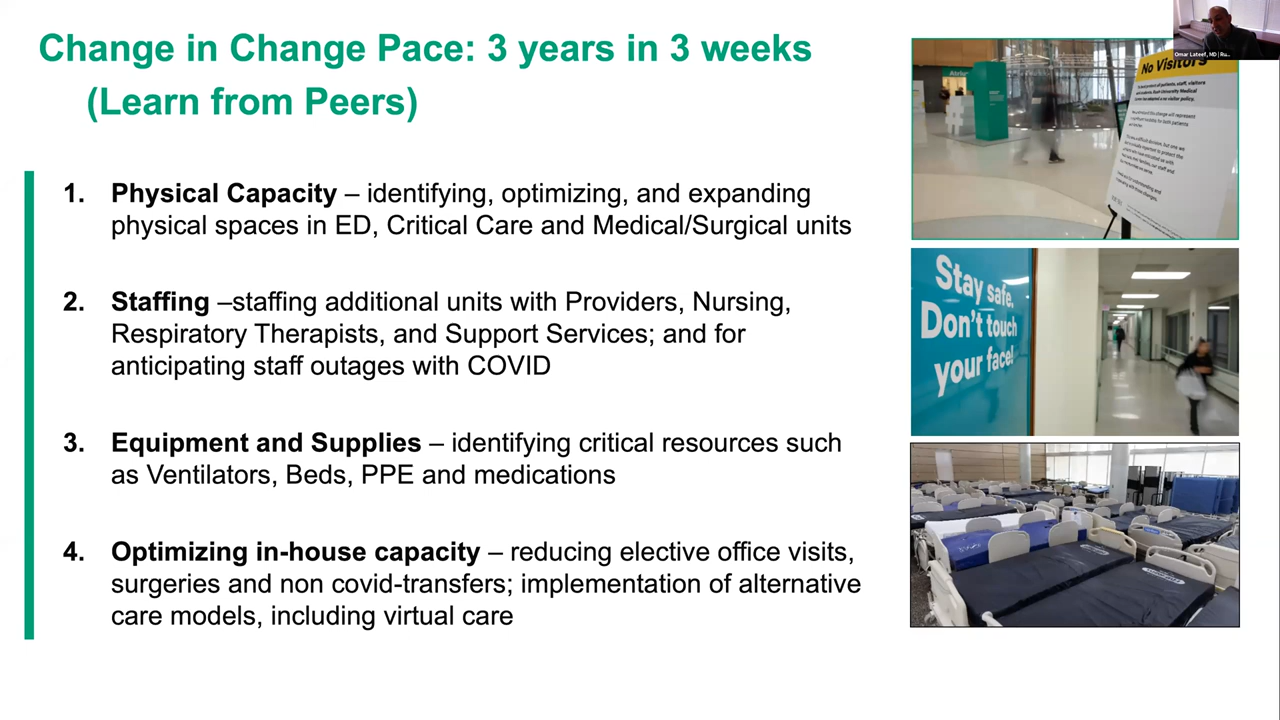 Change in Change Pace: 3 years in 3 weeks
(Learn from Peers)
1. Physical Capacity – identifying, optimizing, and expanding
physical spaces in ED, Critical Care and Medical/Surgical units
2. Staffing –staffing additional units with Providers, Nursing,
Respiratory Therapists, and Support Services; and for
anticipating staff outages with COVID
3. Equipment and Supplies – identifying critical resources such
as Ventilators, Beds, PPE and medications
4. Optimizing in-house capacity – reducing elective office visits,
surgeries and non covid-transfers; implementation of alternative
care models, including virtual care
Omar Lateef, MD | Ru...
No Visitors
Stay safe.
Don't touch
your face!